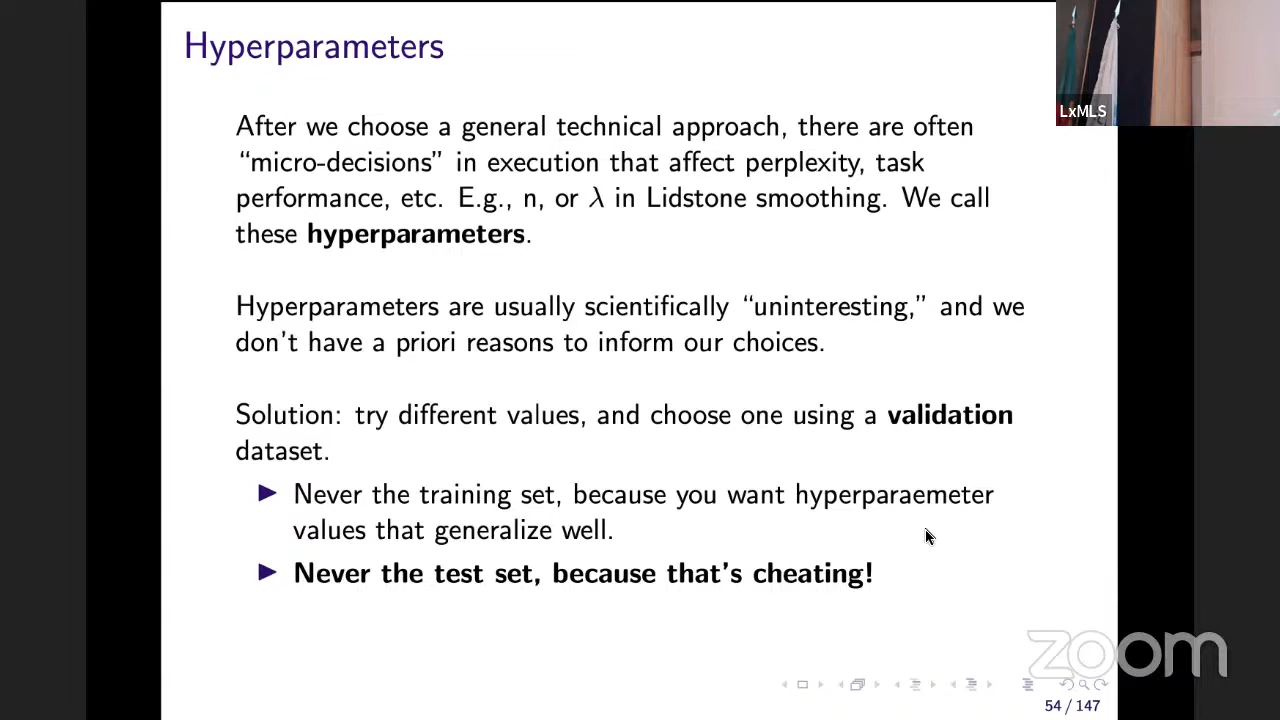 Hyperparameters
LxMLS
After we choose a general technical approach, there are often
“micro-decisions” in execution that affect perplexity, task
performance, etc. E.g., n, or λ in Lidstone smoothing. We call
these hyperparameters.
Hyperparameters are usually scientifically “uninteresting,” and we
don't have a priori reasons to inform our choices.
Solution: try different values, and choose one using a validation
dataset.
Never the training set, because you want hyperparaemeter
values that generalize well.
Never the test set, because that's cheating!
zoom
54 / 147